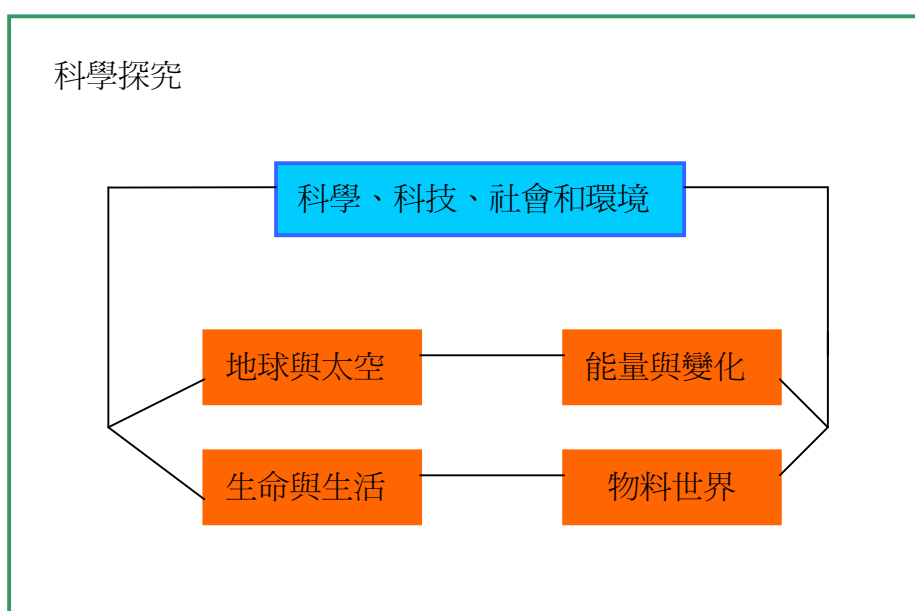 科學探究
科學、科技、社會和環境
地球與太空
能量與變化
生命與生活
物料世界